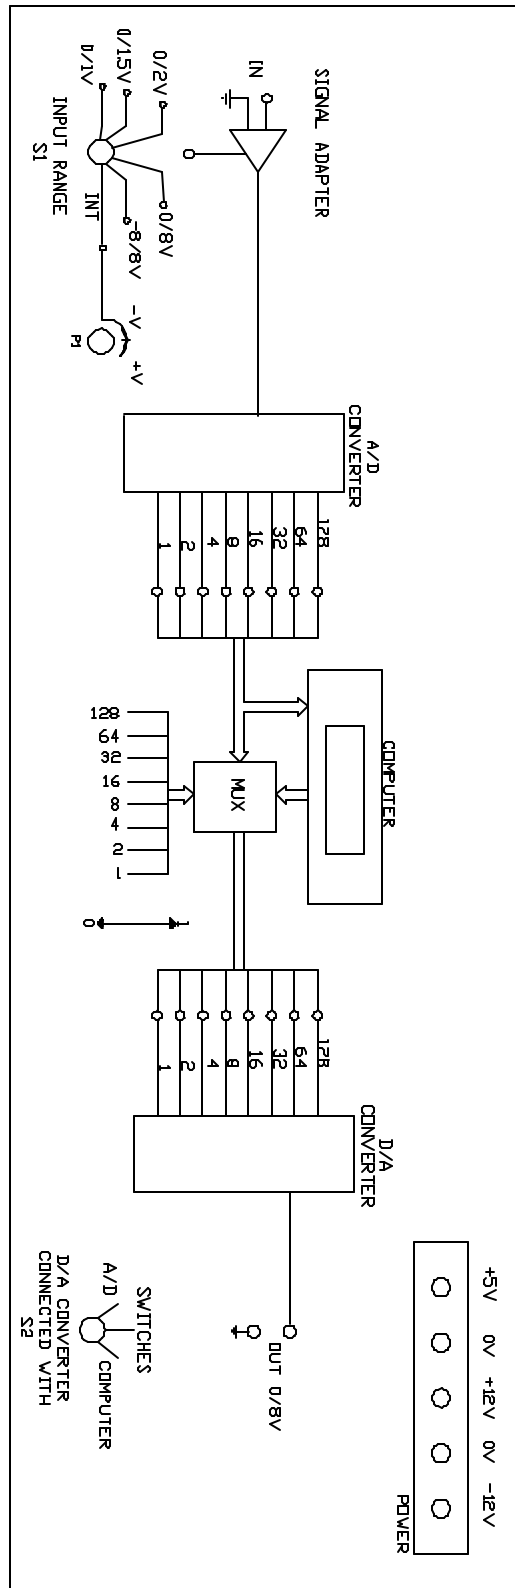 +5V 0V +12V 0V -12V
POWER
SIGNAL ADAPTER
IN
0/2V
0/1.5V
0/1V
0/8V
-8/8V
INT
INPUT RANGE
S1
-V
+V
P1
A/D
CONVERTER
128
64
32
16
8
4
2
1
COMPUTER
MUX
128
64
32
16
8
4
2
1
1
0
D/A
CONVERTER
128
64
32
16
8
4
2
1
OUT 0/8V
SWITCHES
A/D
COMPUTER
D/A CONVERTER
CONNECTED WITH
S2